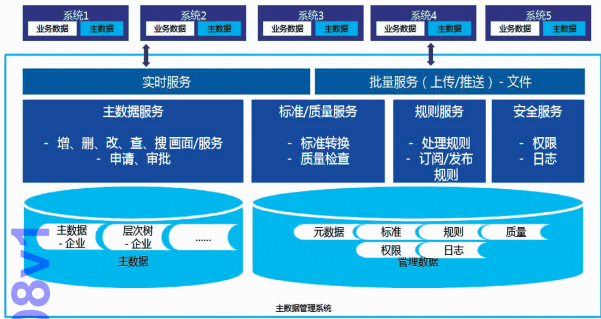 系统1
系统2
系统3
系统4
系统5
业务数据 主数据
业务数据 主数据
业务数据 主数据
业务数据 主数据
业务数据 主数据
实时服务
批量服务（上传/推送）- 文件
主数据服务
- 增、删、改、查、搜画面/服务
- 申请、审批
标准/质量服务
- 标准转换
- 质量检查
规则服务
- 处理规则
- 订阅/发布
规则
安全服务
- 权限
- 日志
主数据
- 企业
层次树
- 企业
......
主数据
元数据
标准
规则
质量
权限
日志
管理数据
主数据管理系统
08v1